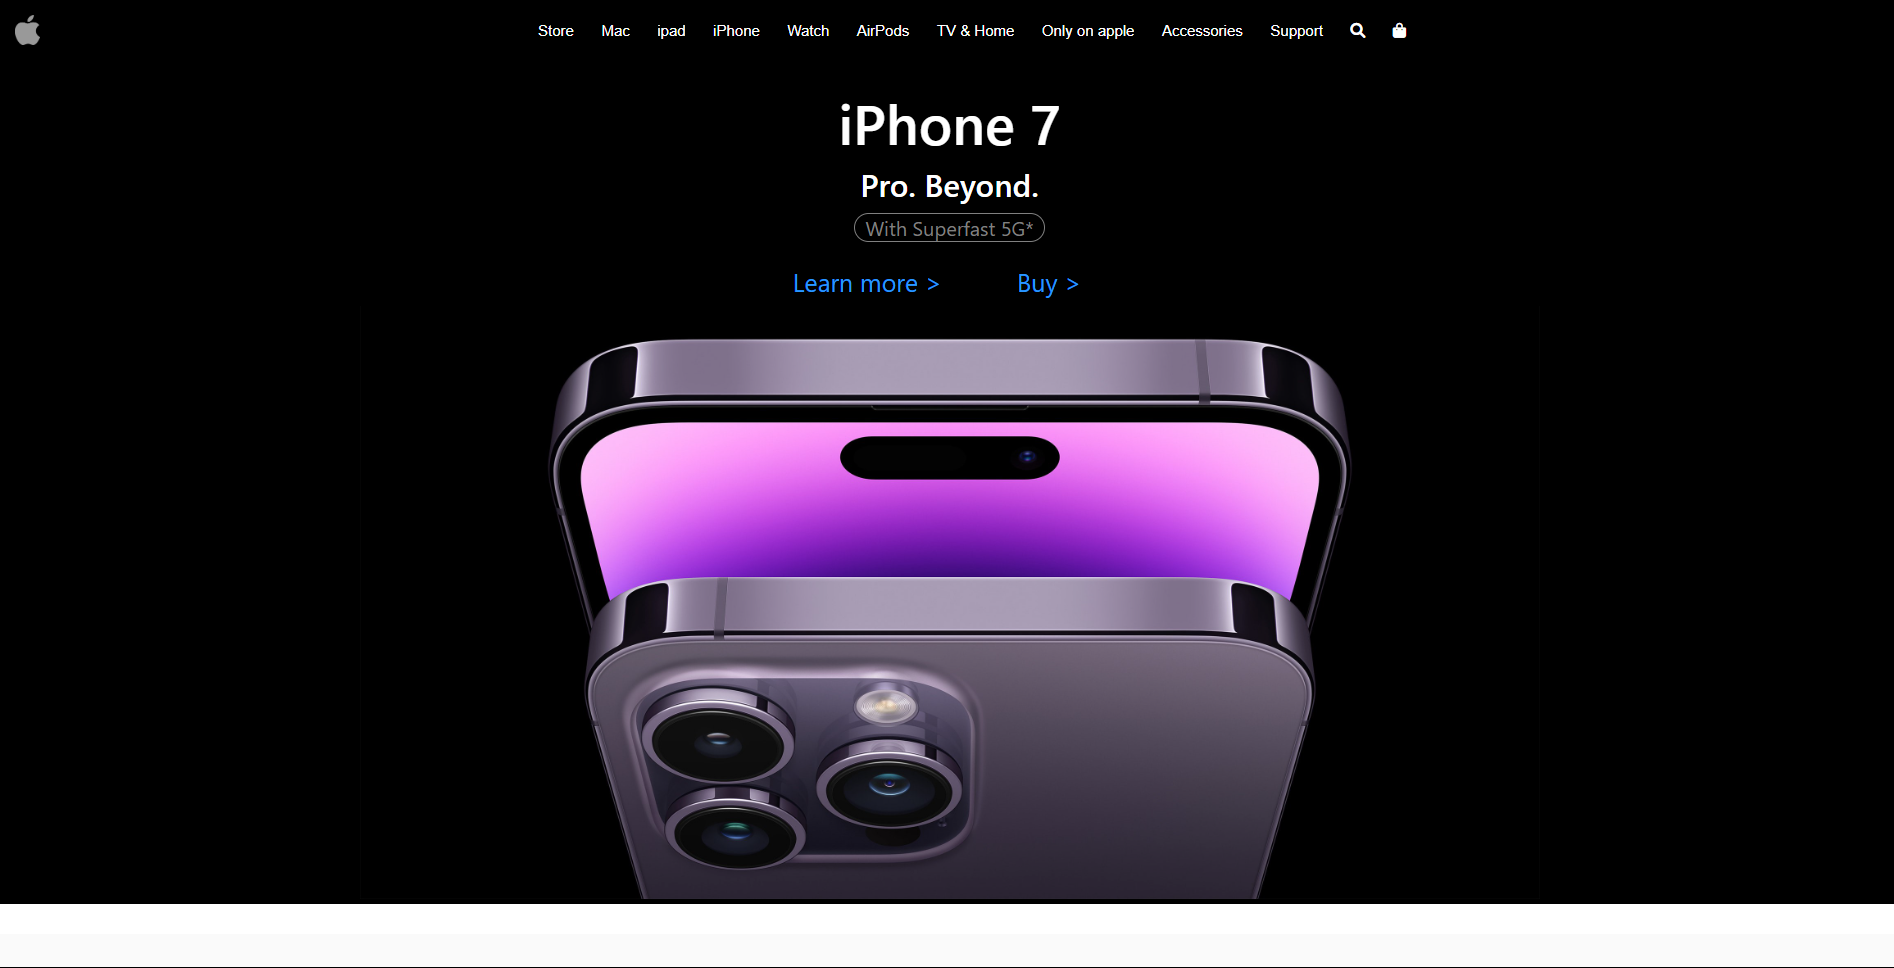 Store Mac ipad iPhone Watch AirPods TV & Home Only on apple Accessories Support
iPhone 7
Pro. Beyond.
With Superfast 5G*
Learn more > Buy >